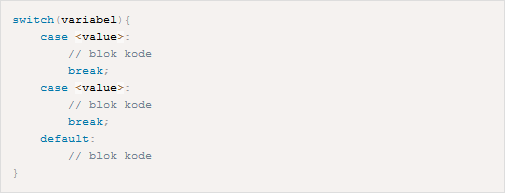 switch(variabel){
    case <value>:
        // blok kode
        break;
    case <value>:
        // blok kode
        break;
    default:
        // blok kode
}